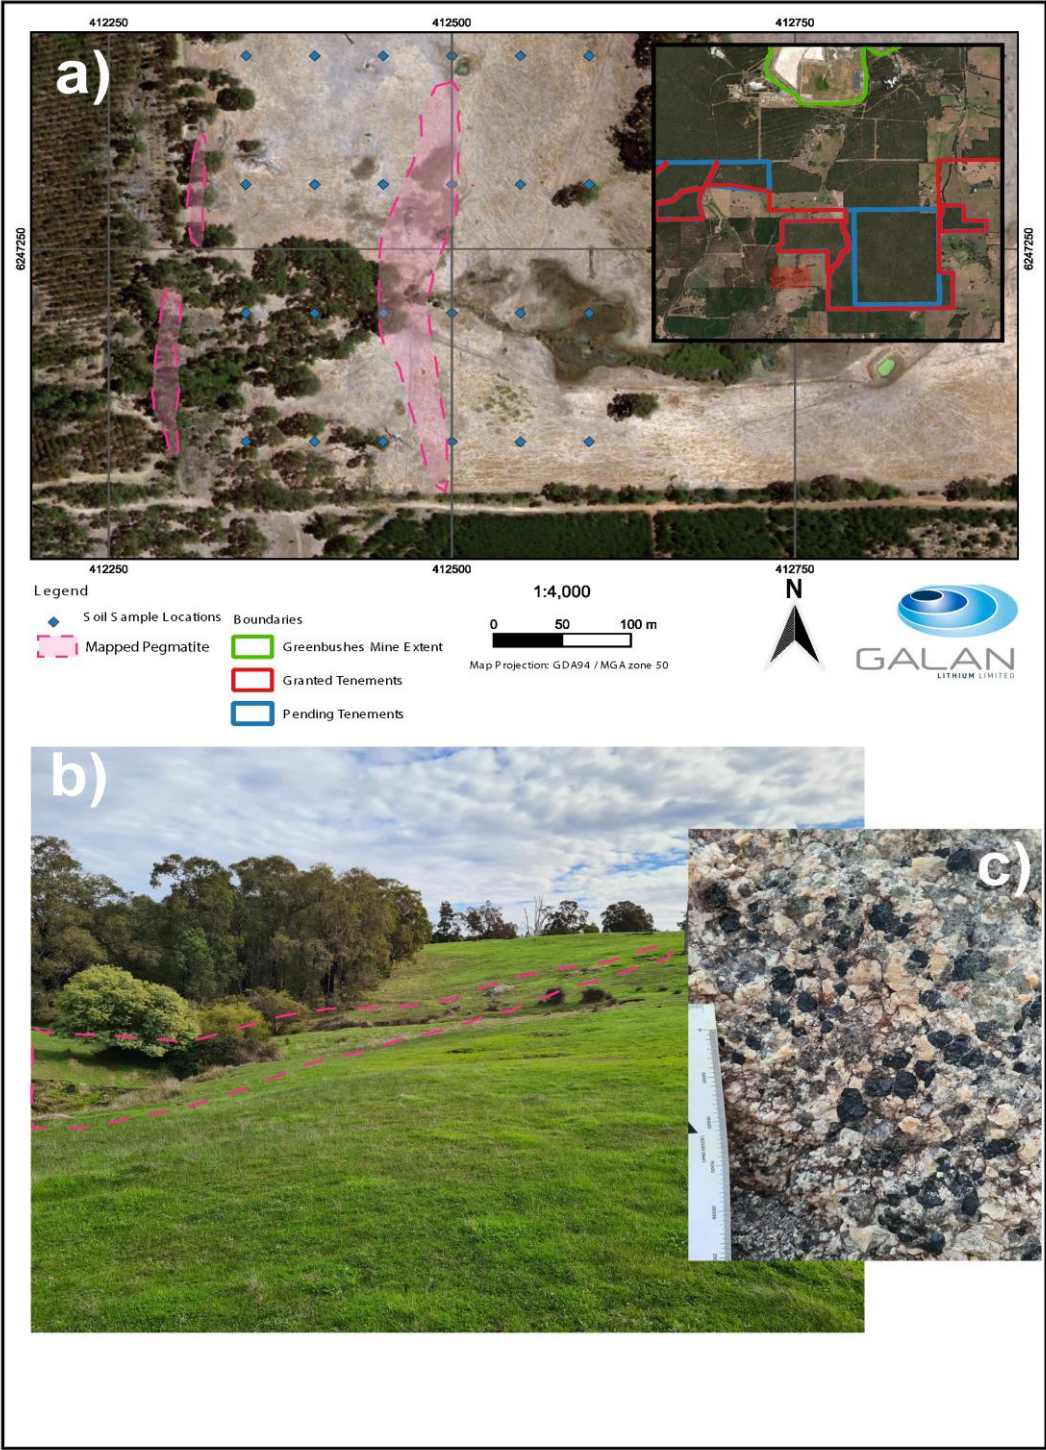 412250 412500 412750
a)
6247250 6247250
412250 412500 412750
Legend
Soil Sample Locations
Mapped Pegmatite
Boundaries
Greenbushes Mine Extent
Granted Tenements
Pending Tenements
1:4,000
0 50 100 m
Map Projection: GDA94 / MGA zone 50
N
GALAN
LITHIUM LIMITED
b)
c)